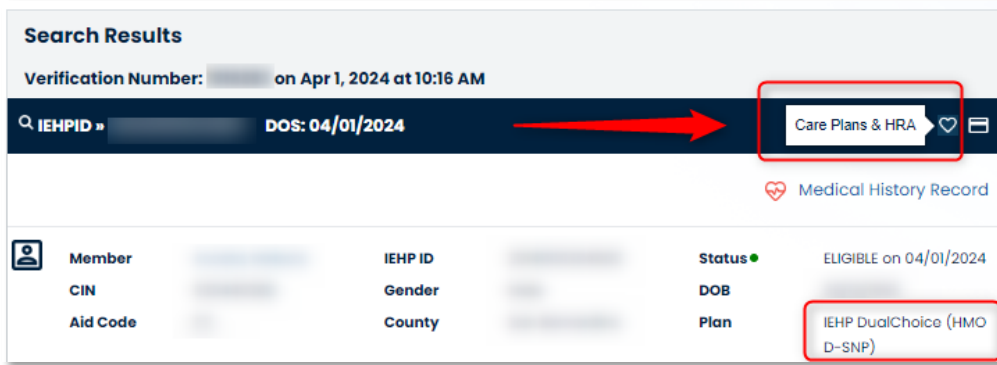 Search Results
Verification Number: on Apr 1, 2024 at 10:16 AM
IEHPID » DOS: 04/01/2024 Care Plans & HRA
Medical History Record
Member IEHP ID Status ELIGIBLE on 04/01/2024
CIN Gender DOB
Aid Code County Plan IEHP DualChoice (HMO
D-SNP)